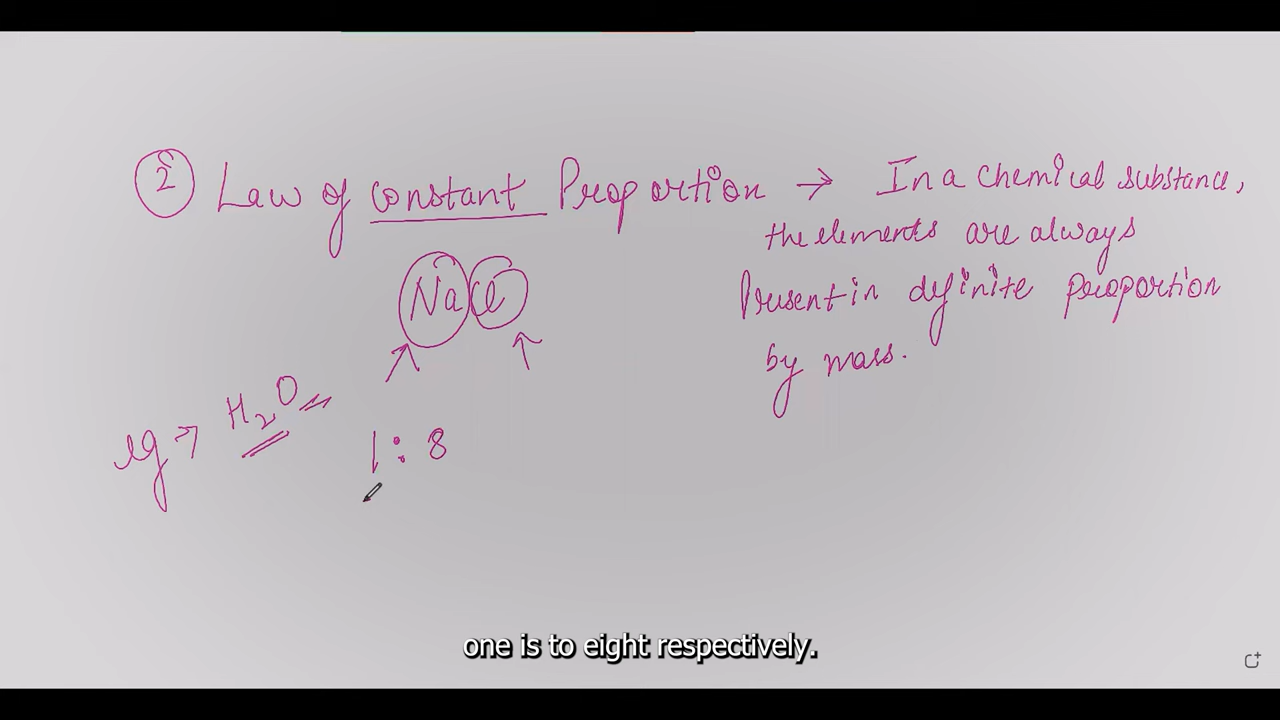 2 Law of constant Proportion → In a chemical substance,
the elements are always
Present in definite proportion
by mass.
NaCl
eg → H₂O
1 : 8
one is to eight respectively.